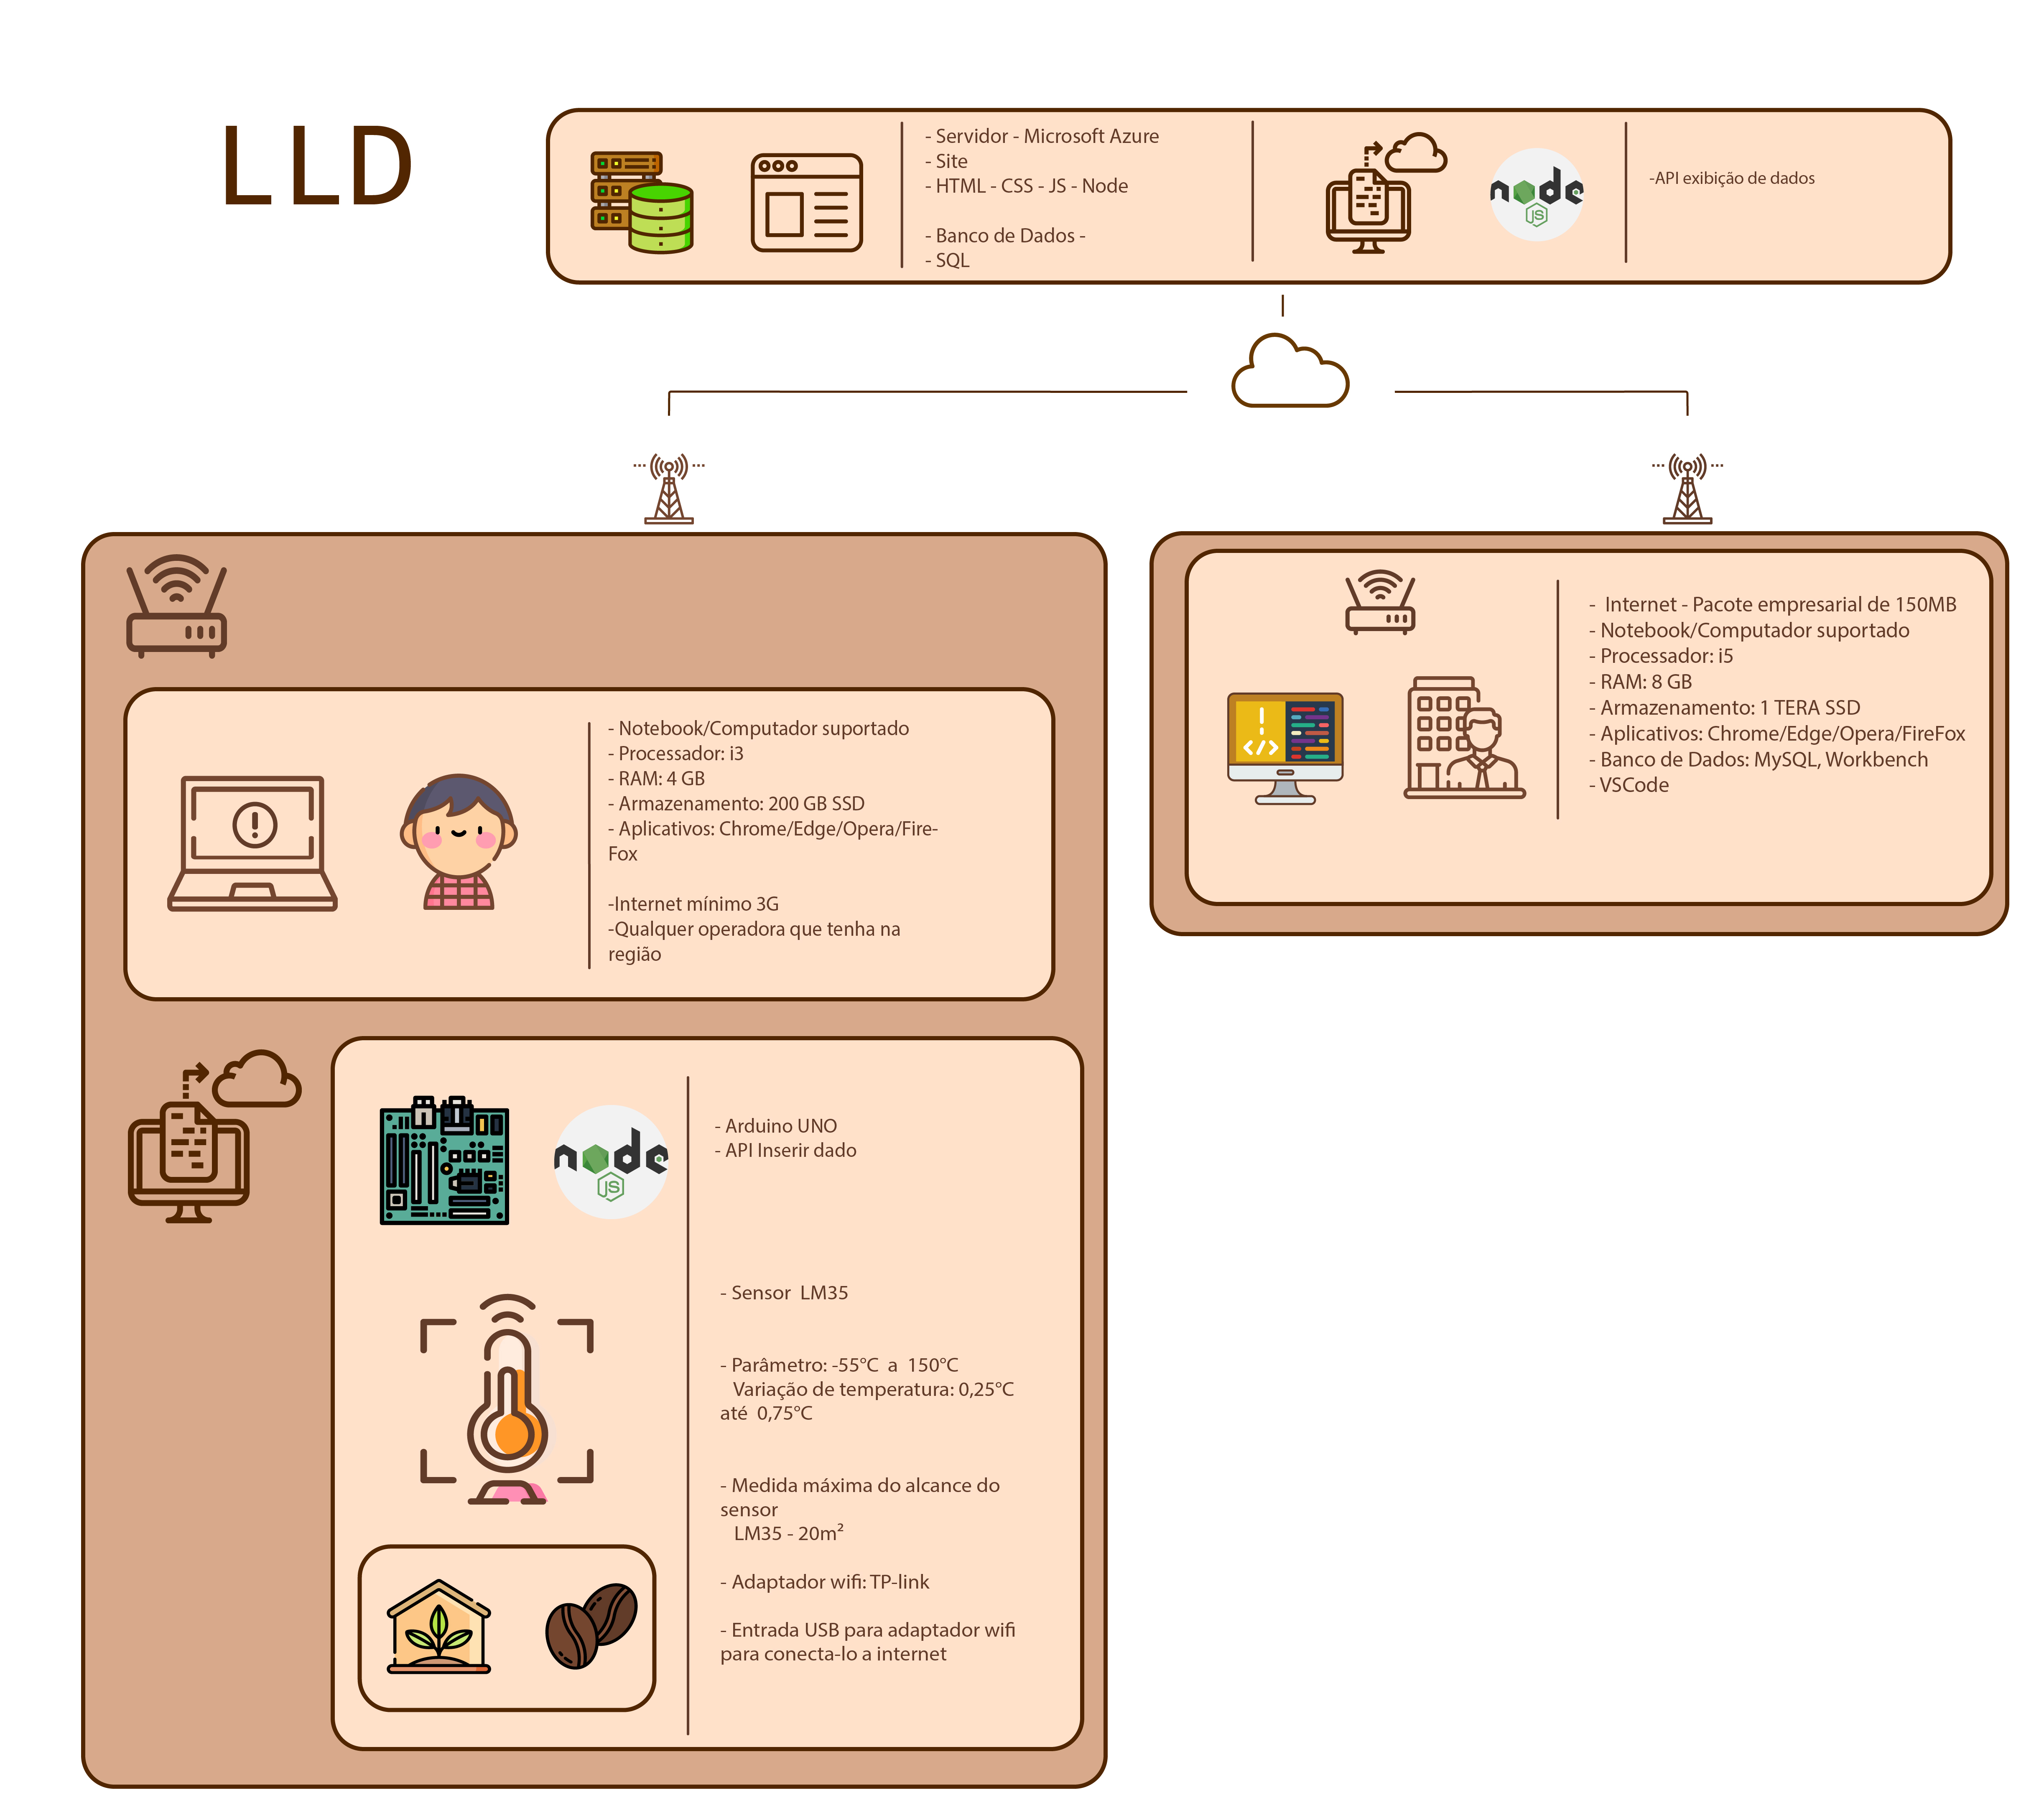 LLD
- Servidor - Microsoft Azure
- Site
- HTML - CSS - JS - Node
- Banco de Dados -
- SQL
node
JS
-API exibição de dados
- Notebook/Computador suportado
- Processador: i3
- RAM: 4 GB
- Armazenamento: 200 GB SSD
- Aplicativos: Chrome/Edge/Opera/Fire-
Fox
-Internet mínimo 3G
-Qualquer operadora que tenha na
região
- Internet - Pacote empresarial de 150MB
- Notebook/Computador suportado
- Processador: i5
- RAM: 8 GB
- Armazenamento: 1 TERA SSD
- Aplicativos: Chrome/Edge/Opera/FireFox
- Banco de Dados: MySQL, Workbench
- VSCode
node
JS
- Arduino UNO
- API Inserir dado
- Sensor LM35
- Parâmetro: -55°C a 150°C
Variação de temperatura: 0,25°C
até 0,75°C
- Medida máxima do alcance do
sensor
LM35 - 20m²
- Adaptador wifi: TP-link
- Entrada USB para adaptador wifi
para conecta-lo a internet